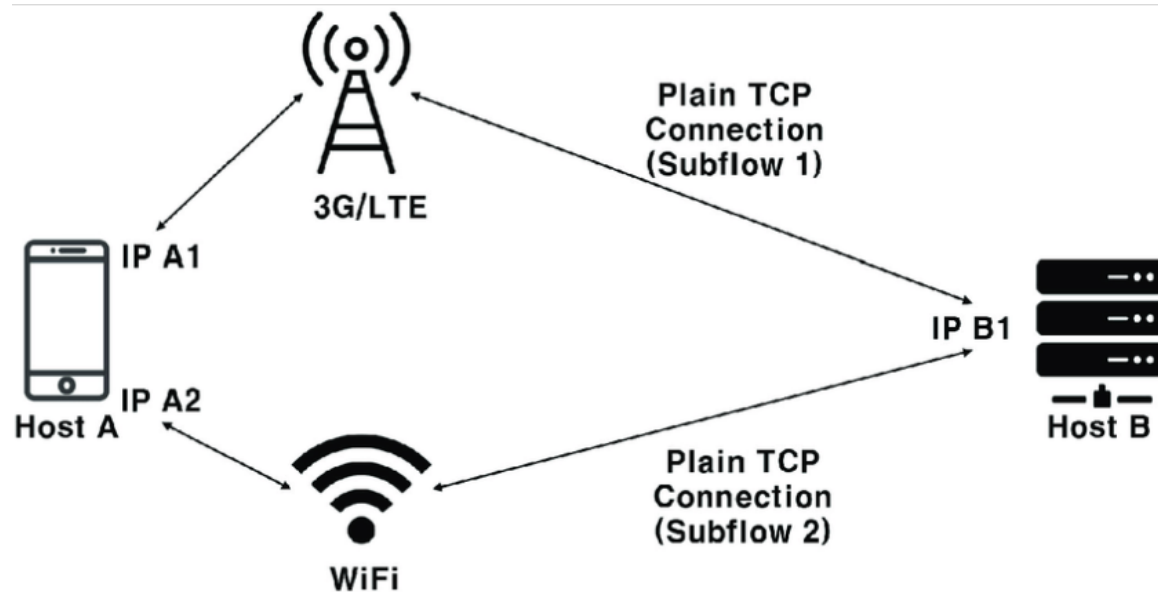 Plain TCP
Connection
(Subflow 1)
3G/LTE
IP A1
IP B1
IP A2
Host A
Host B
Plain TCP
Connection
(Subflow 2)
WiFi